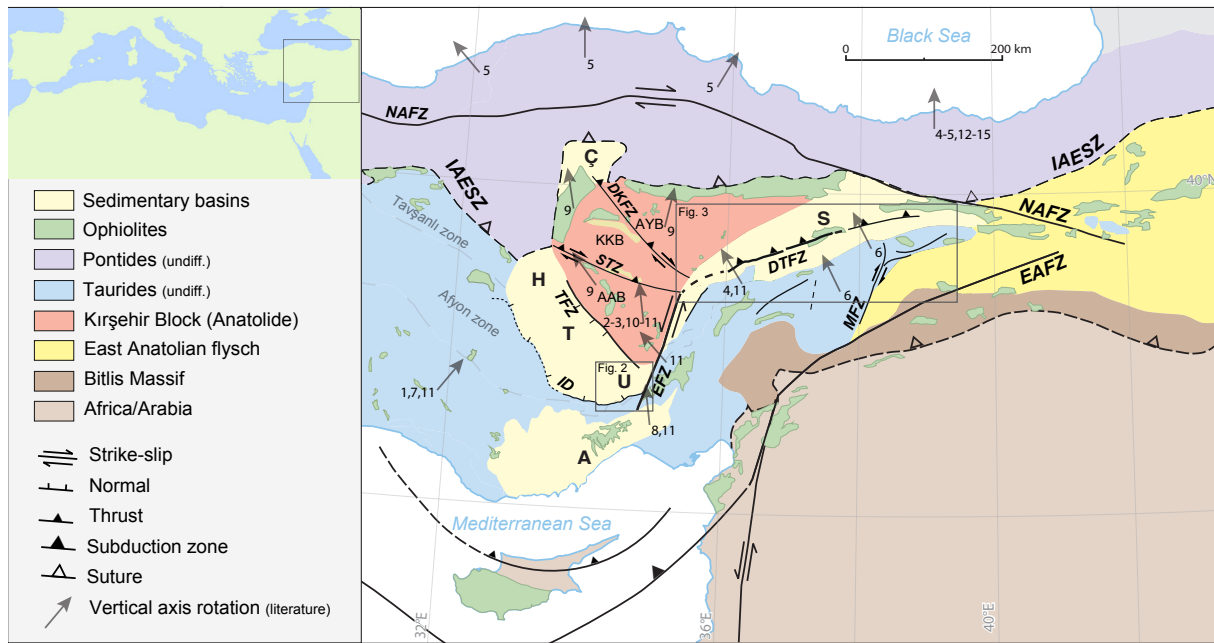 Sedimentary basins
Ophiolites
Pontides (undiff.)
Taurides (undiff.)
Kırşehir Block (Anatolide)
East Anatolian flysch
Bitlis Massif
Africa/Arabia
Strike-slip
Normal
Thrust
Subduction zone
Suture
Vertical axis rotation (literature)
Black Sea
0 200 km
5
5
5
4-5,12-15
NAFZ
IAESZ
IAESZ
40°N
NAFZ
Ç
DKFZ
9
AYB
9
Fig. 3
KKB
S
Tavşanlı zone
STZ
DTFZ
6
EAFZ
H
9
AAB
4,11
6
MFZ
TFZ
2-3,10-11
Afyon zone
T
11
Fig. 2
U
EFZ
ID
1,7,11
8,11
A
Mediterranean Sea
32°E
36°E
40°E